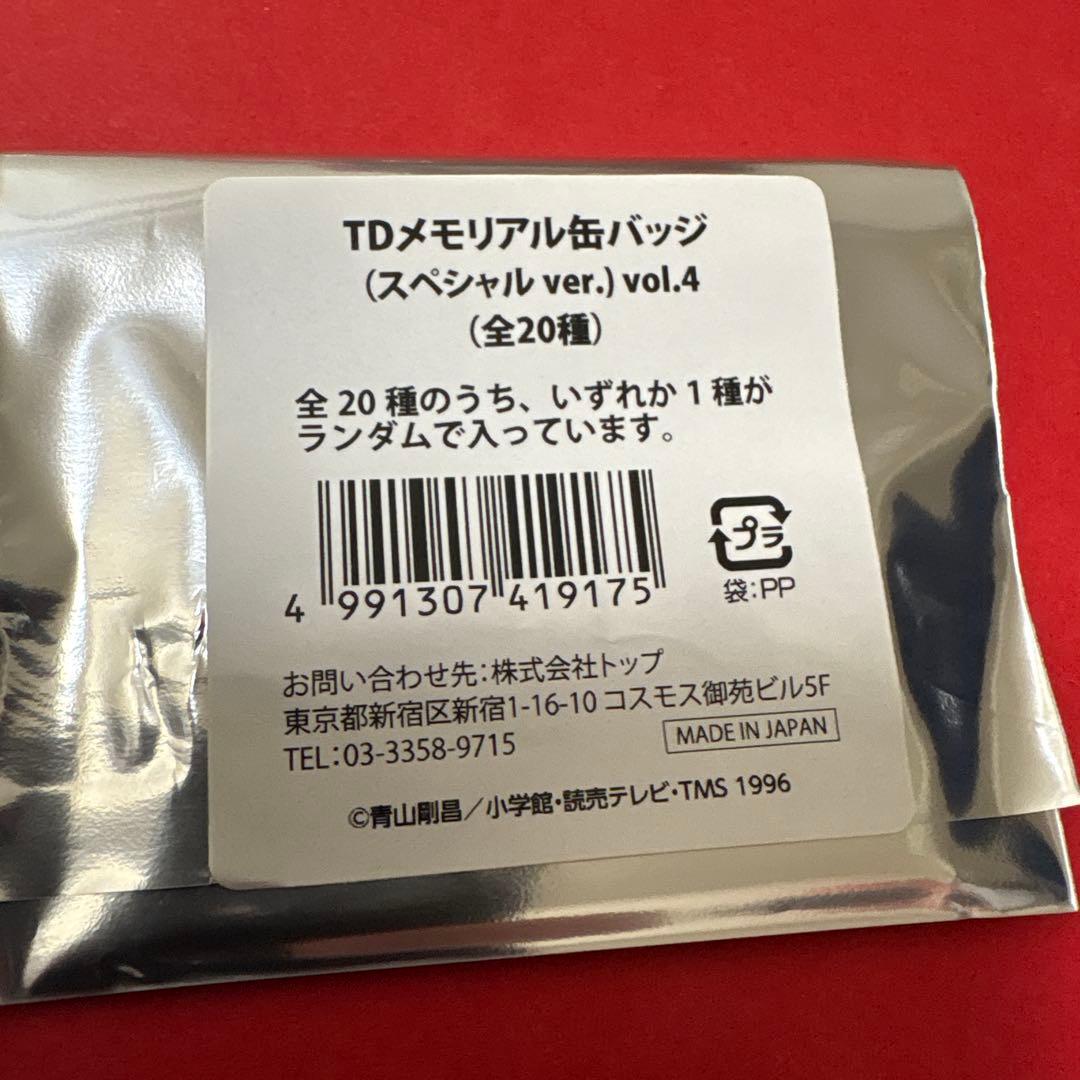 TDメモリアル缶バッジ
(スペシャル ver.) vol.4
(全20種)
全 20 種のうち、いずれか 1 種が
ランダムで入っています。
4 991307 419175
プラ
袋:PP
お問い合わせ先:株式会社トップ
東京都新宿区新宿1-16-10 コスモス御苑ビル5F
TEL:03-3358-9715
MADE IN JAPAN
©青山剛昌／小学館・読売テレビ・TMS 1996